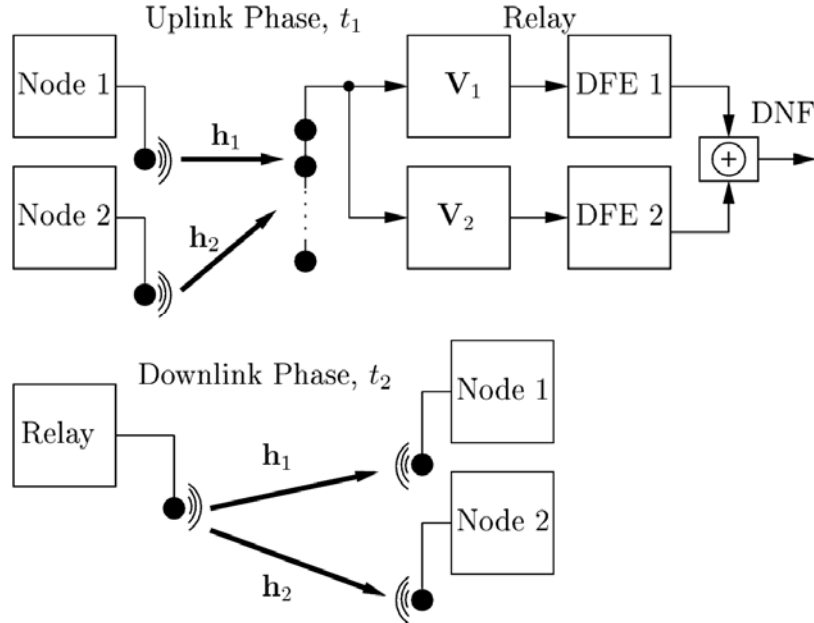 Uplink Phase, t₁
Relay
Node 1
V₁
DFE 1
DNF
h₁
+
Node 2
V₂
DFE 2
h₂
Downlink Phase, t₂
Node 1
Relay
h₁
Node 2
h₂